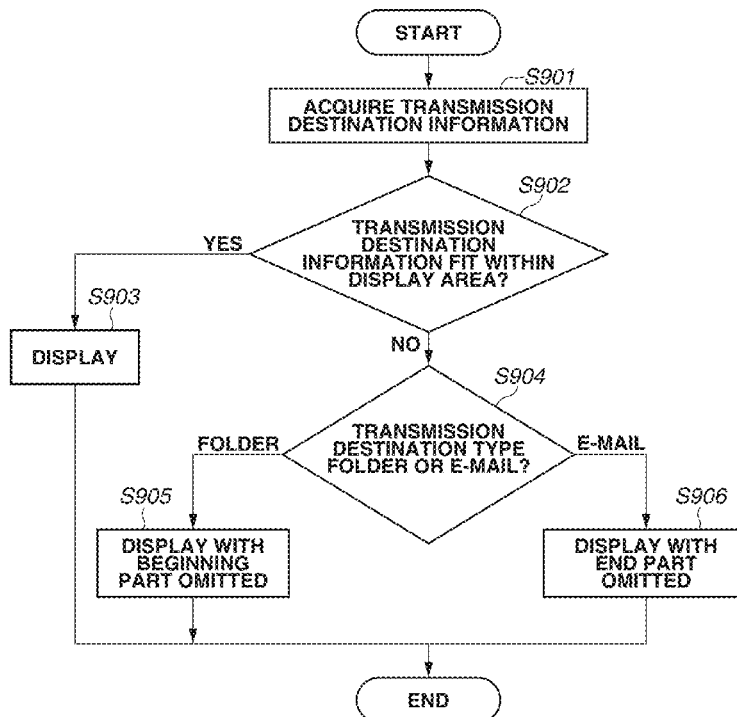 START
S901
ACQUIRE TRANSMISSION
DESTINATION INFORMATION
S902
TRANSMISSION
DESTINATION
INFORMATION FIT WITHIN
DISPLAY AREA?
YES
S903
DISPLAY
NO
S904
TRANSMISSION
DESTINATION TYPE
FOLDER OR E-MAIL?
FOLDER
E-MAIL
S905
DISPLAY WITH
BEGINNING
PART OMITTED
S906
DISPLAY WITH
END PART
OMITTED
END